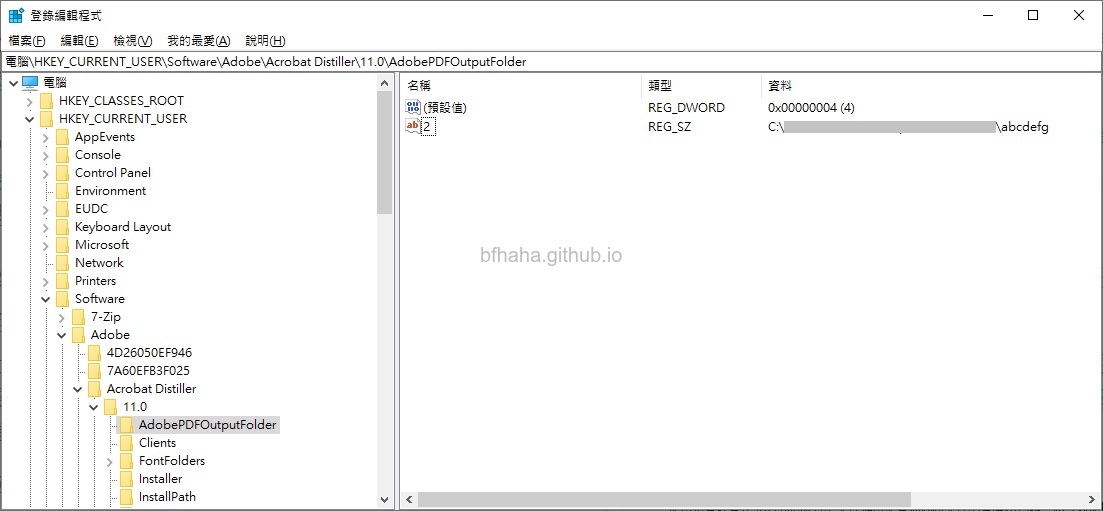 登錄編輯程式
檔案(F) 編輯(E) 檢視(V) 我的最愛(A) 說明(H)
電腦\HKEY_CURRENT_USER\Software\Adobe\Acrobat Distiller\11.0\AdobePDFOutputFolder
電腦
HKEY_CLASSES_ROOT
HKEY_CURRENT_USER
AppEvents
Console
Control Panel
Environment
EUDC
Keyboard Layout
Microsoft
Network
Printers
Software
7-Zip
Adobe
4D26050EF946
7A60EFB3F025
Acrobat Distiller
11.0
AdobePDFOutputFolder
Clients
FontFolders
Installer
InstallPath
名稱 類型 資料
(預設值) REG_DWORD 0x00000004 (4)
2 REG_SZ C:\ \abcdefg
bfhaha.github.io